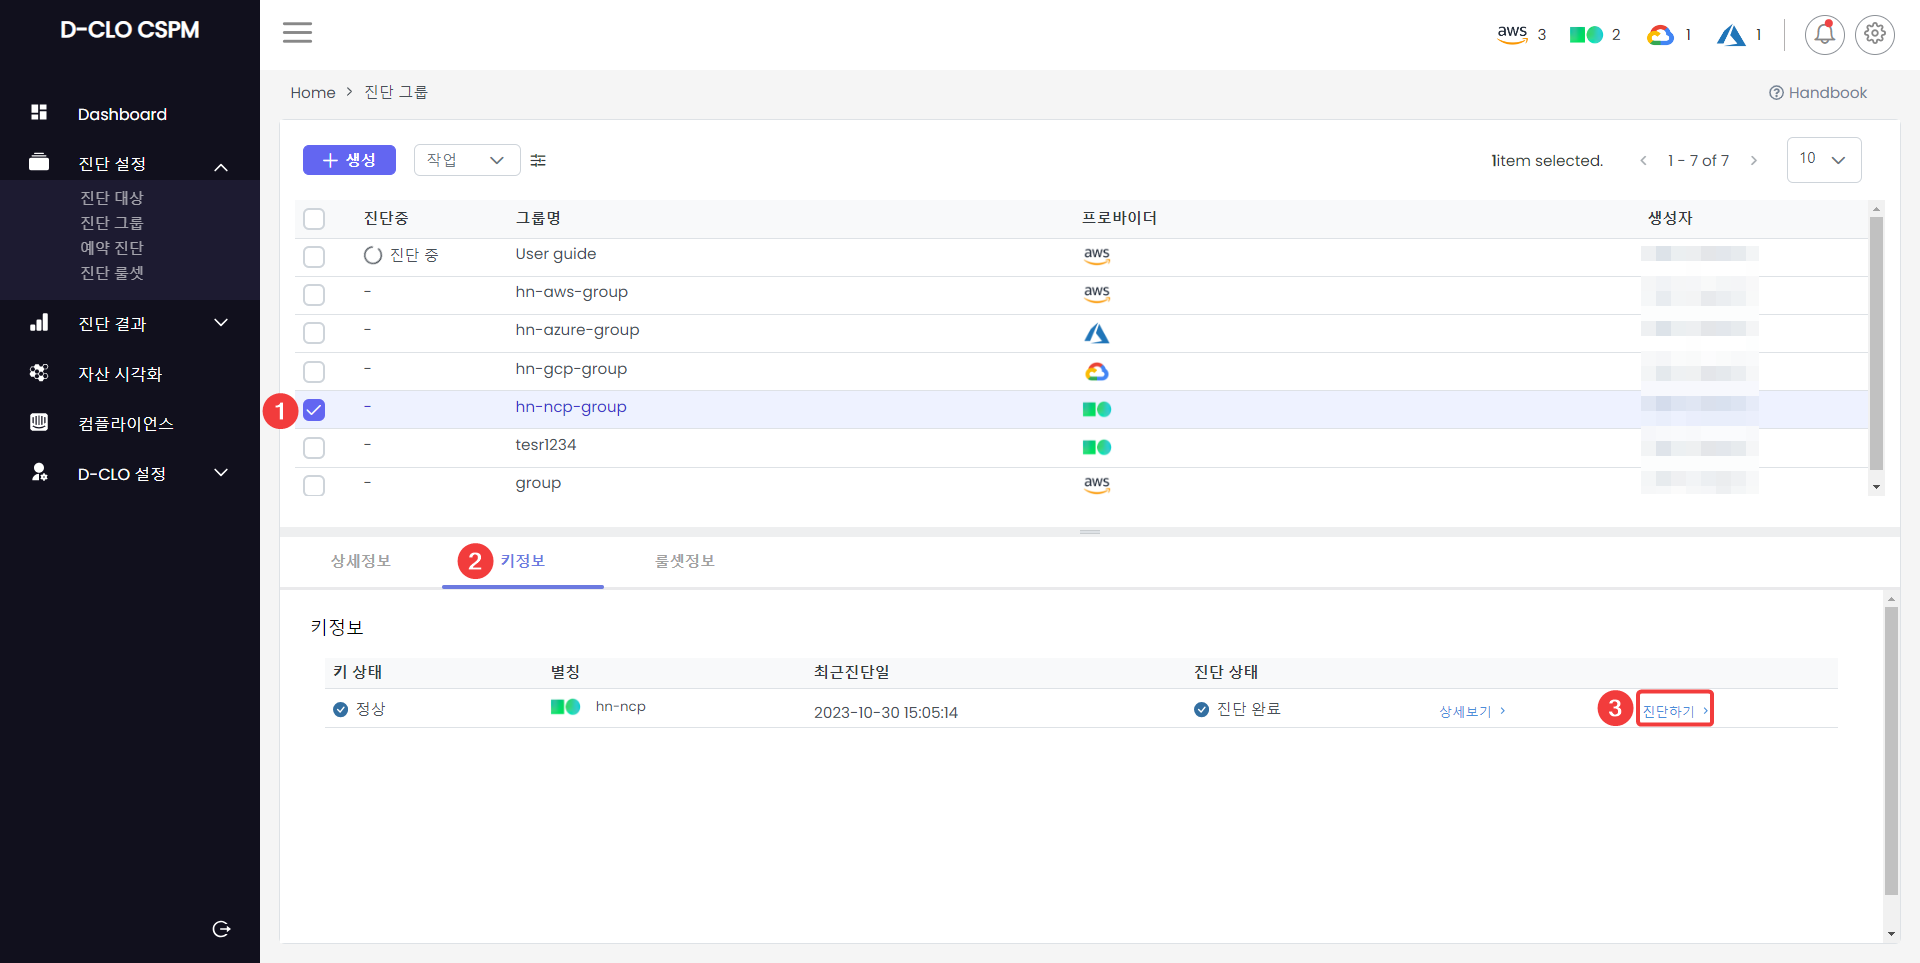 D-CLO CSPM
aws 3 2 1 1
Dashboard
진단 설정
진단 대상
진단 그룹
예약 진단
진단 룰셋
진단 결과
자산 시각화
컴플라이언스
D-CLO 설정
Home > 진단 그룹
Handbook
+ 생성 작업 1item selected. < 1 - 7 of 7 > 10
진단중 그룹명 프로바이더 생성자
진단 중 User guide aws
- hn-aws-group aws
- hn-azure-group
- hn-gcp-group
1 - hn-ncp-group
- tesr1234
- group aws
상세정보 2 키정보 룰셋정보
키정보
키 상태 별칭 최근진단일 진단 상태
정상 hn-ncp 2023-10-30 15:05:14 진단 완료 상세보기 > 3 진단하기 >